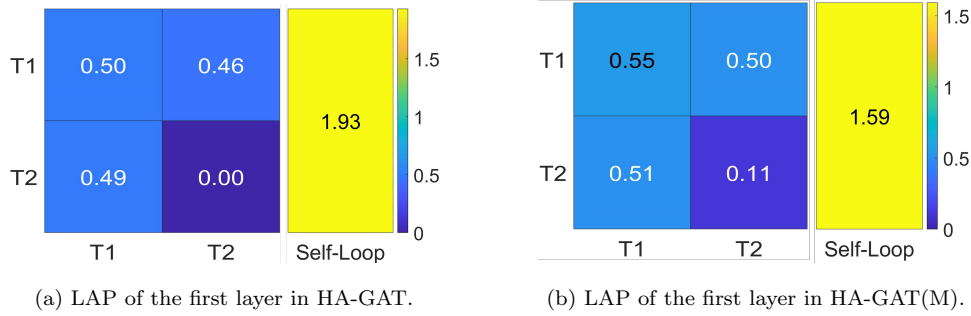 T1
0.50
0.46
T2
0.49
0.00
1.93
T1
T2
Self-Loop
1.5
1
0.5
0
(a) LAP of the first layer in HA-GAT.
T1
0.55
0.50
T2
0.51
0.11
1.59
T1
T2
Self-Loop
1.5
1
0.5
0
(b) LAP of the first layer in HA-GAT(M).